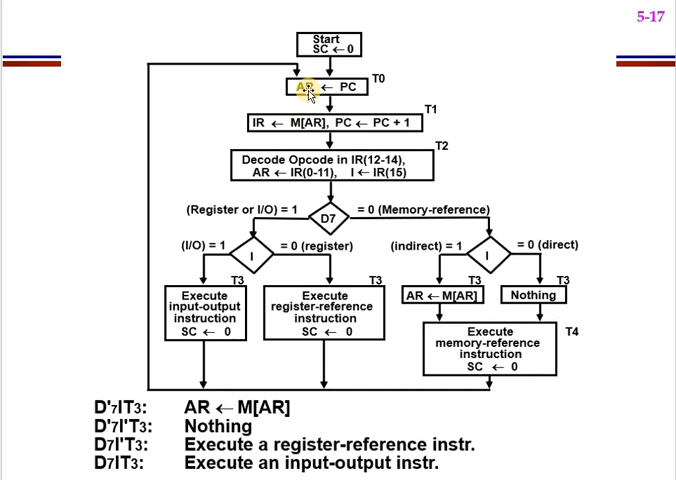 5-17
Start
SC ← 0
AR ← PC
T0
T1
IR ← M[AR], PC ← PC + 1
T2
Decode Opcode in IR(12-14),
AR ← IR(0-11), I ← IR(15)
(Register or I/O) = 1
D7
= 0 (Memory-reference)
(I/O) = 1
I
= 0 (register)
(indirect) = 1
I
= 0 (direct)
T3
T3
T3
T3
Execute
input-output
instruction
SC ← 0
Execute
register-reference
instruction
SC ← 0
AR ← M[AR]
Nothing
Execute
memory-reference
instruction
SC ← 0
T4
D'7IT3: AR ← M[AR]
D'7I'T3: Nothing
D7I'T3: Execute a register-reference instr.
D7IT3: Execute an input-output instr.